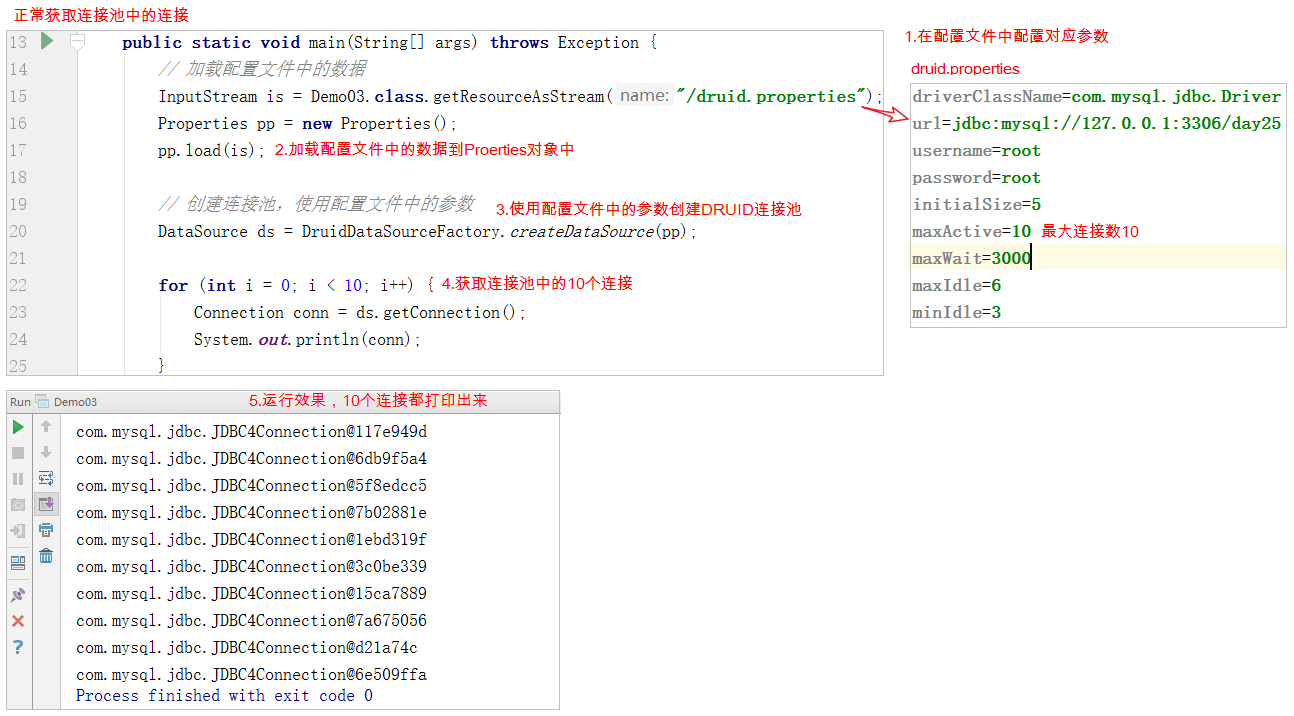 正常获取连接池中的连接
13 public static void main(String[] args) throws Exception {
14 // 加载配置文件中的数据
15 InputStream is = Demo03.class.getResourceAsStream( name: "/druid.properties");
16 Properties pp = new Properties();
17 pp.load(is); 2.加载配置文件中的数据到Proerties对象中
18
19 // 创建连接池，使用配置文件中的参数 3.使用配置文件中的参数创建DRUID连接池
20 DataSource ds = DruidDataSourceFactory.createDataSource(pp);
21
22 for (int i = 0; i < 10; i++) { 4.获取连接池中的10个连接
23 Connection conn = ds.getConnection();
24 System.out.println(conn);
25 }
1.在配置文件中配置对应参数
druid.properties
driverClassName=com.mysql.jdbc.Driver
url=jdbc:mysql://127.0.0.1:3306/day25
username=root
password=root
initialSize=5
maxActive=10 最大连接数10
maxWait=3000
maxIdle=6
minIdle=3
Run Demo03 5.运行效果，10个连接都打印出来
com.mysql.jdbc.JDBC4Connection@117e949d
com.mysql.jdbc.JDBC4Connection@6db9f5a4
com.mysql.jdbc.JDBC4Connection@5f8edcc5
com.mysql.jdbc.JDBC4Connection@7b02881e
com.mysql.jdbc.JDBC4Connection@1ebd319f
com.mysql.jdbc.JDBC4Connection@3c0be339
com.mysql.jdbc.JDBC4Connection@15ca7889
com.mysql.jdbc.JDBC4Connection@7a675056
com.mysql.jdbc.JDBC4Connection@d21a74c
com.mysql.jdbc.JDBC4Connection@6e509ffa
Process finished with exit code 0